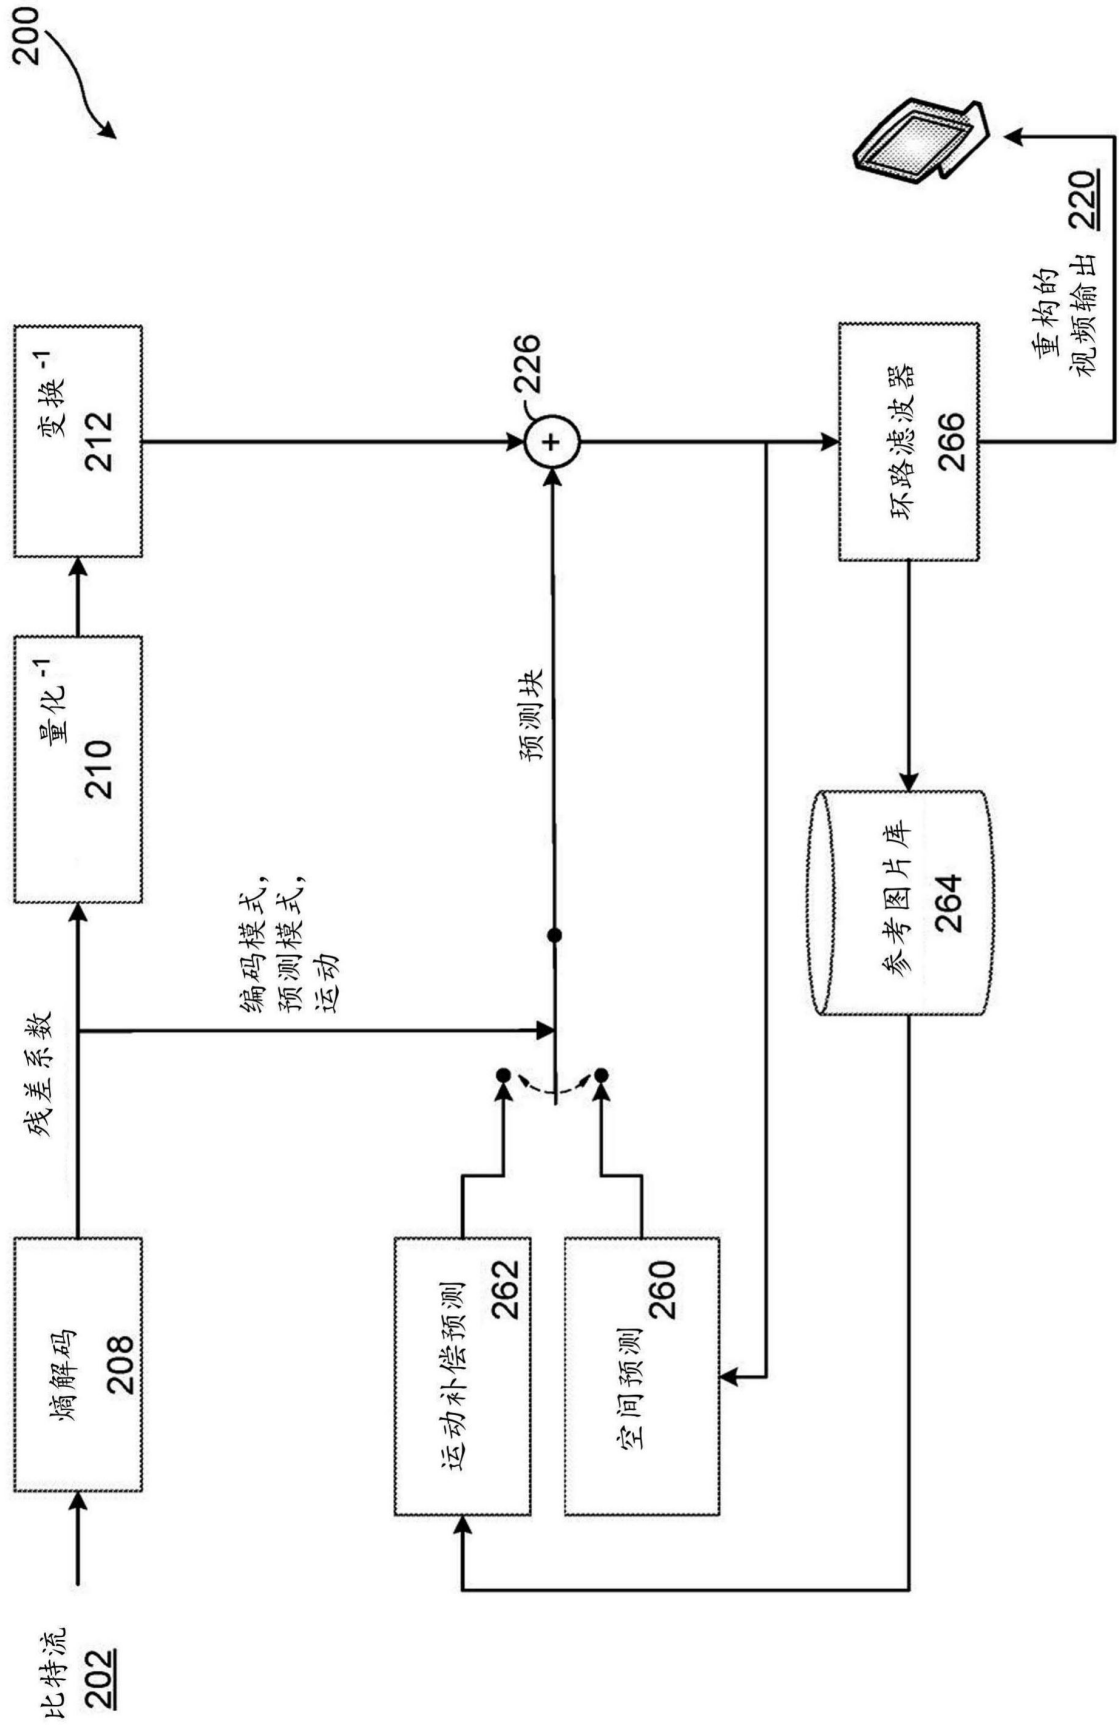 200
比特流
202
熵解码
208
残差系数
量化-1
210
变换-1
212
编码模式,
预测模式,
运动
运动补偿预测
262
空间预测
260
预测块
226
+
参考图片库
264
环路滤波器
266
重构的
视频输出
220